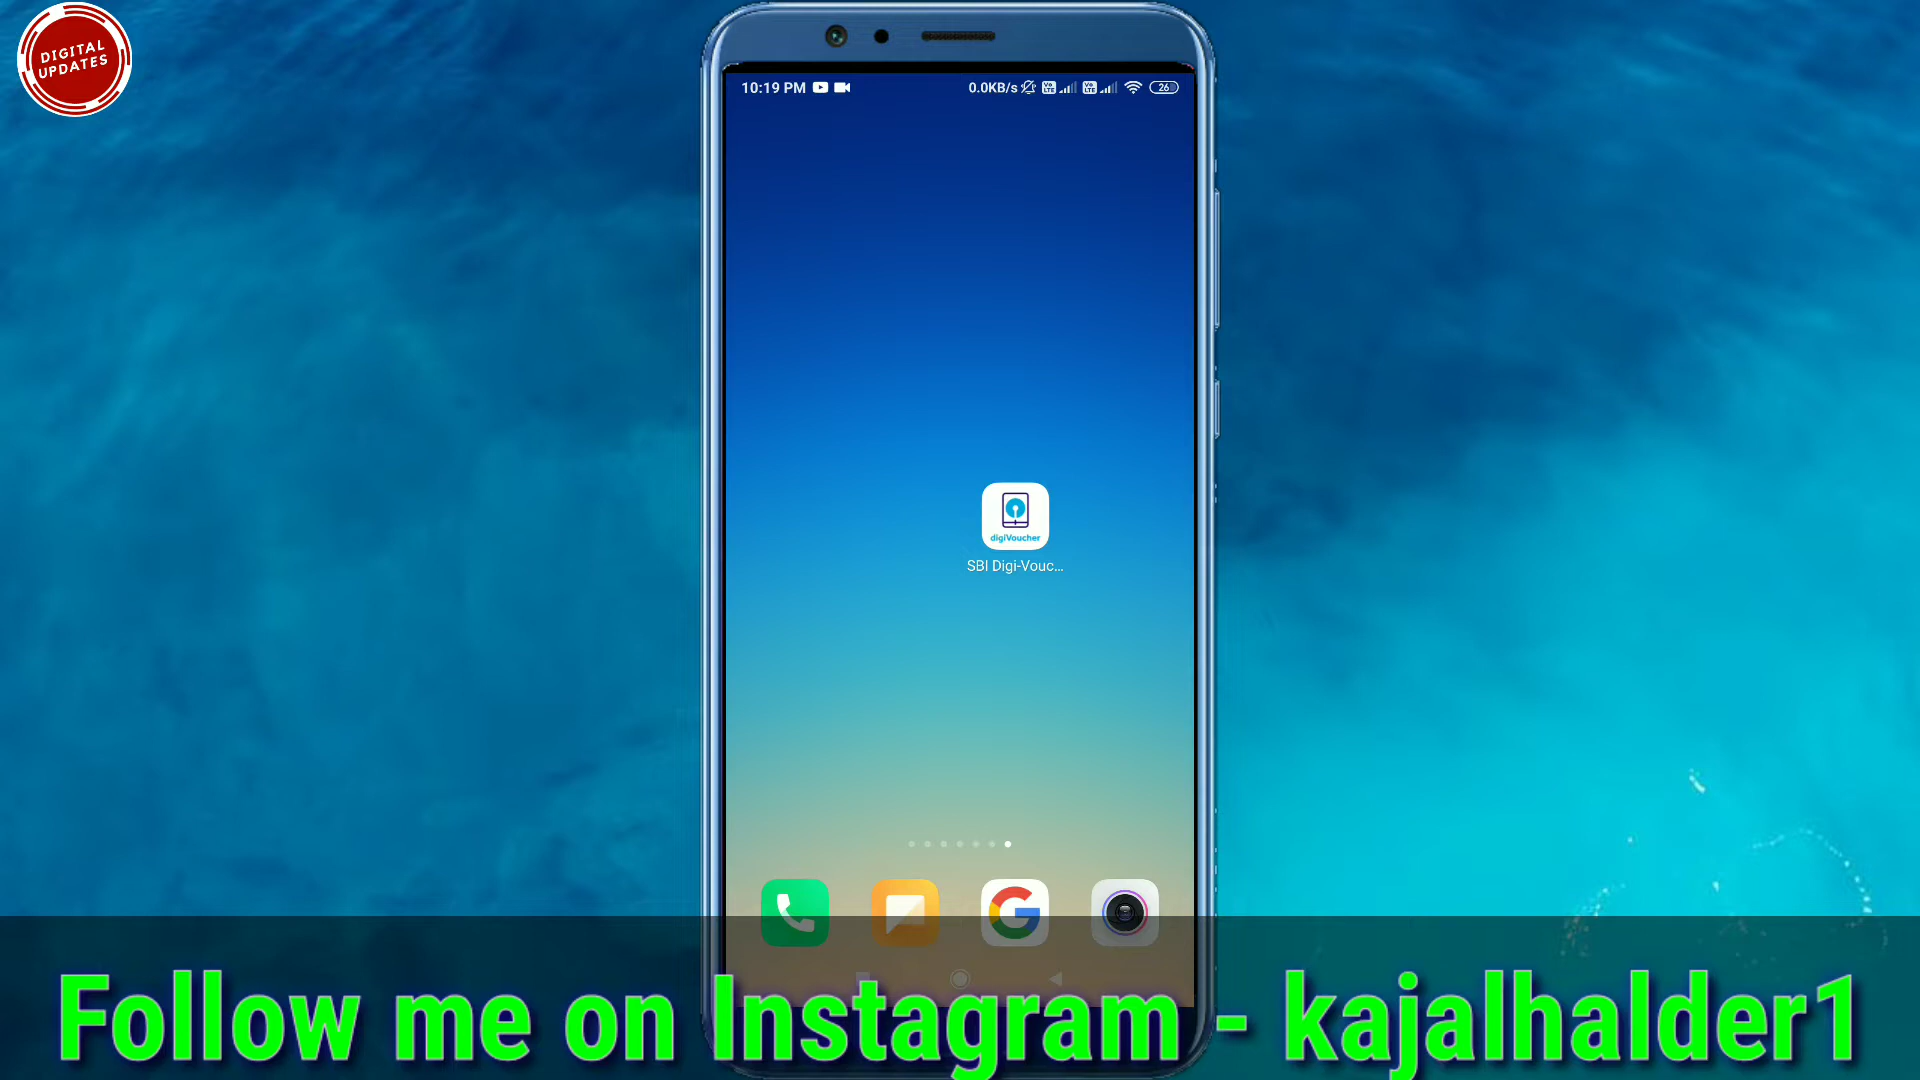 DIGITAL
UPDATES
10:19 PM
0.0KB/s
26
digiVoucher
SBI Digi-Vouc...
Follow me on Instagram - kajalhalder1